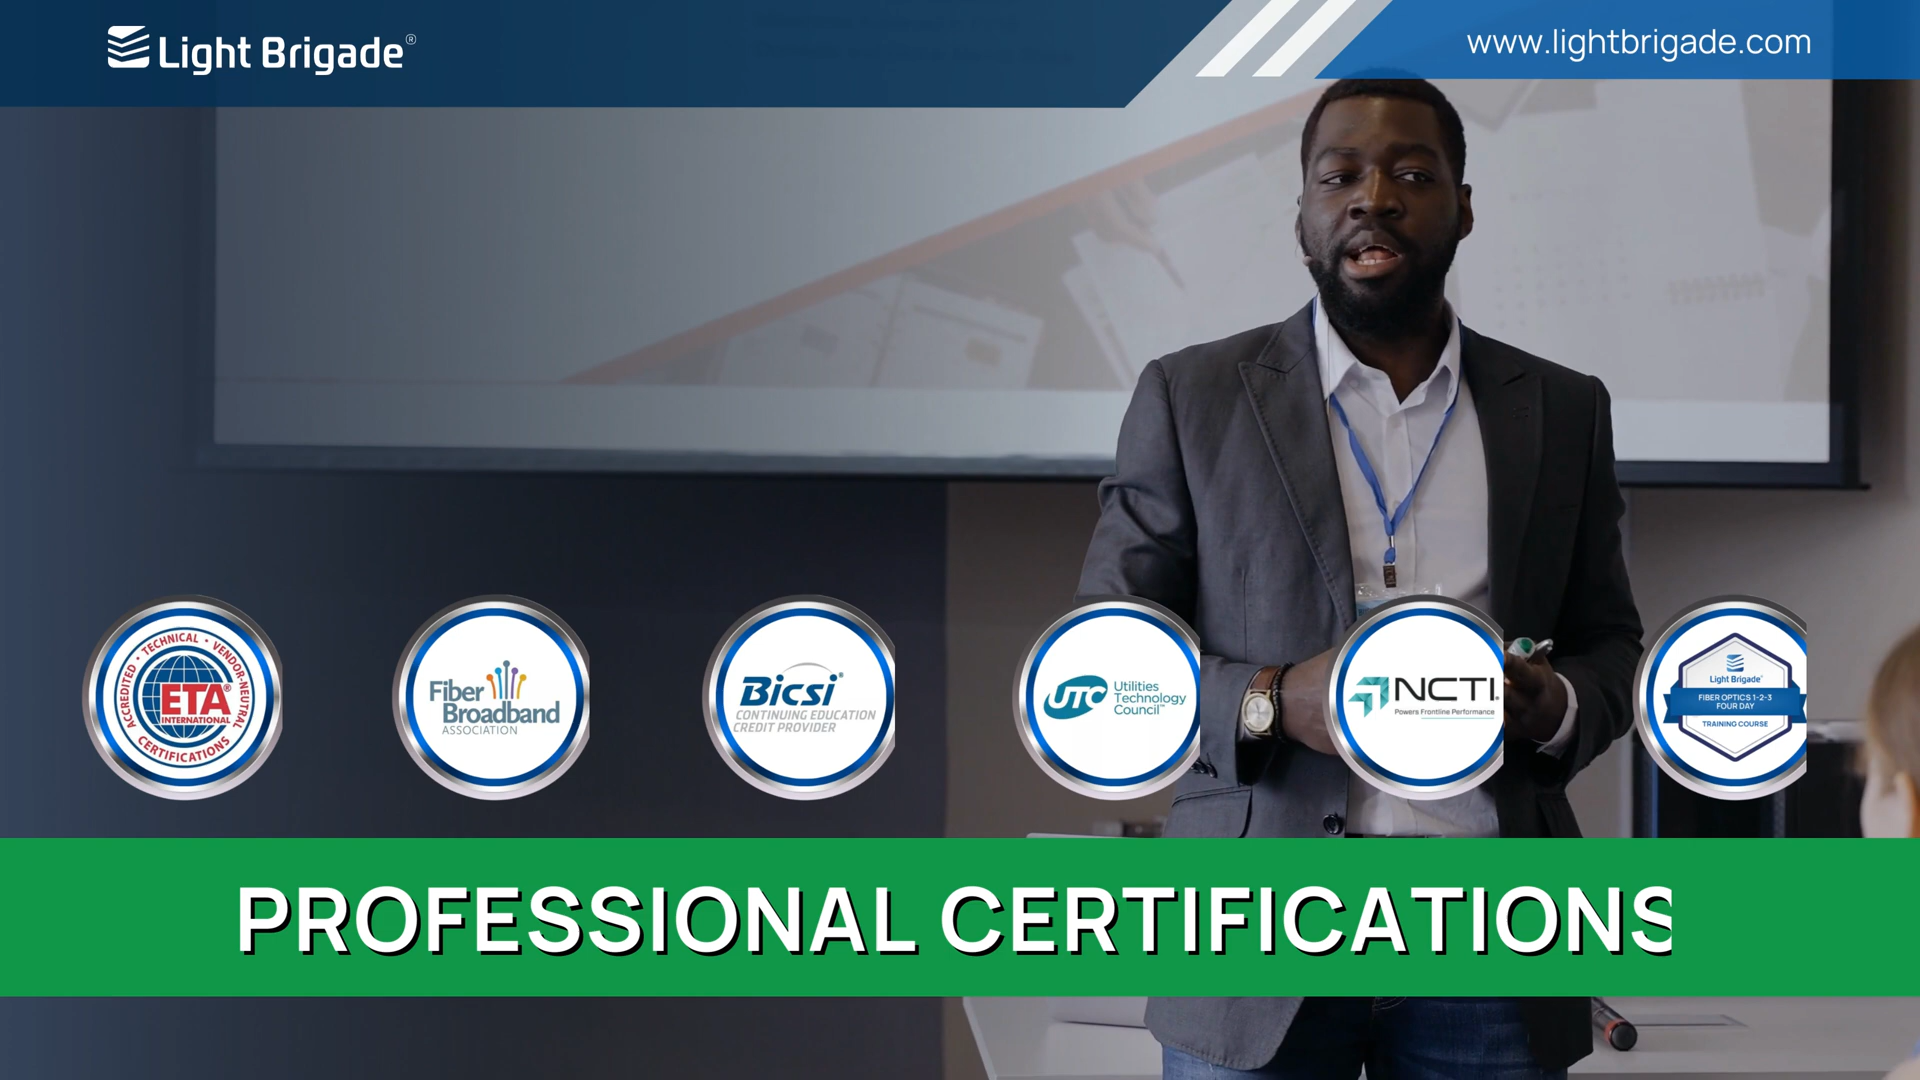 Light Brigade®
www.lightbrigade.com
ACCREDITED • TECHNICAL • VENDOR-NEUTRAL
ETA®
INTERNATIONAL
CERTIFICATIONS
Fiber
Broadband
ASSOCIATION
Bicsi®
CONTINUING EDUCATION
CREDIT PROVIDER
UTC
Utilities
Technology
Council™
NCTI.
Powers Frontline Performance
Light Brigade®
FIBER OPTICS 1-2-3
FOUR DAY
TRAINING COURSE
PROFESSIONAL CERTIFICATIONS